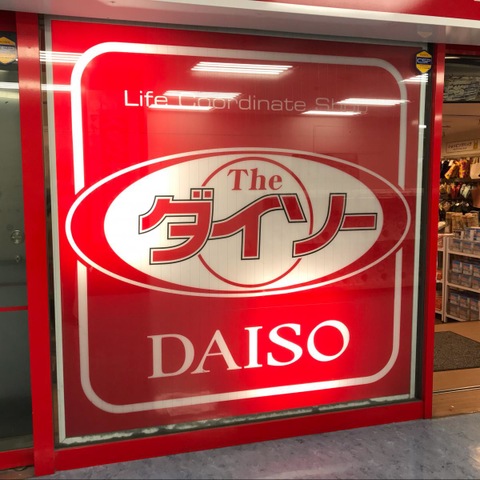 Life Coordinate Shop
The
ダイソー
DAISO